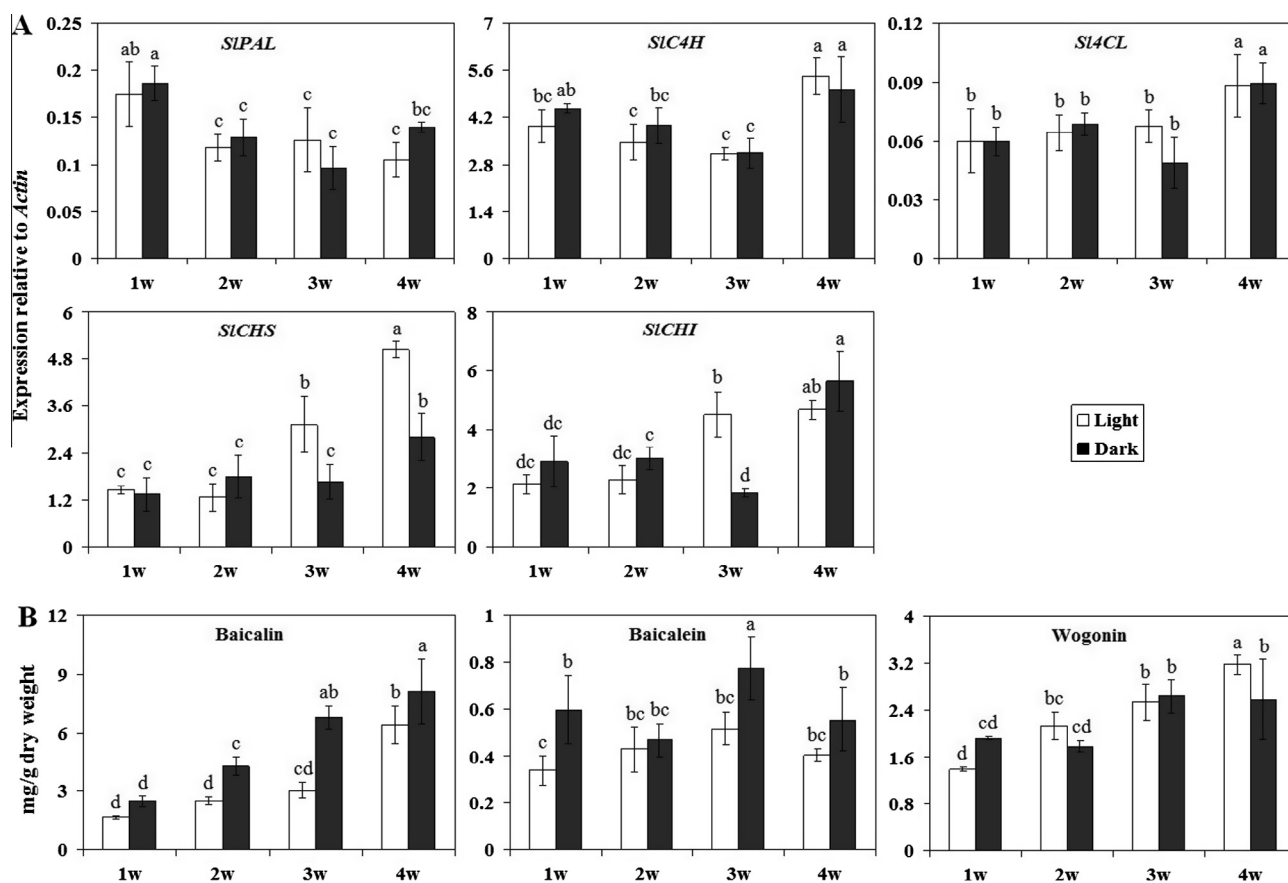 A
Expression relative to Actin
SlPAL
0.25
0.2
0.15
0.1
0.05
0
ab a c c c c c bc
1w 2w 3w 4w
SlC4H
7
5.6
4.2
2.8
1.4
0
bc ab c bc c c a a
1w 2w 3w 4w
Sl4CL
0.12
0.09
0.06
0.03
0
b b b b b b a a
1w 2w 3w 4w
SlCHS
6
4.8
3.6
2.4
1.2
0
c c c c b c a b
1w 2w 3w 4w
SlCHI
8
6
4
2
0
dc dc dc c b d ab a
1w 2w 3w 4w
Light
Dark
B
mg/g dry weight
Baicalin
12
9
6
3
0
d d d c cd ab b a
1w 2w 3w 4w
Baicalein
1
0.8
0.6
0.4
0.2
0
c b bc bc bc a bc b
1w 2w 3w 4w
Wogonin
4
3.2
2.4
1.6
0.8
0
d cd bc cd b b a b
1w 2w 3w 4w